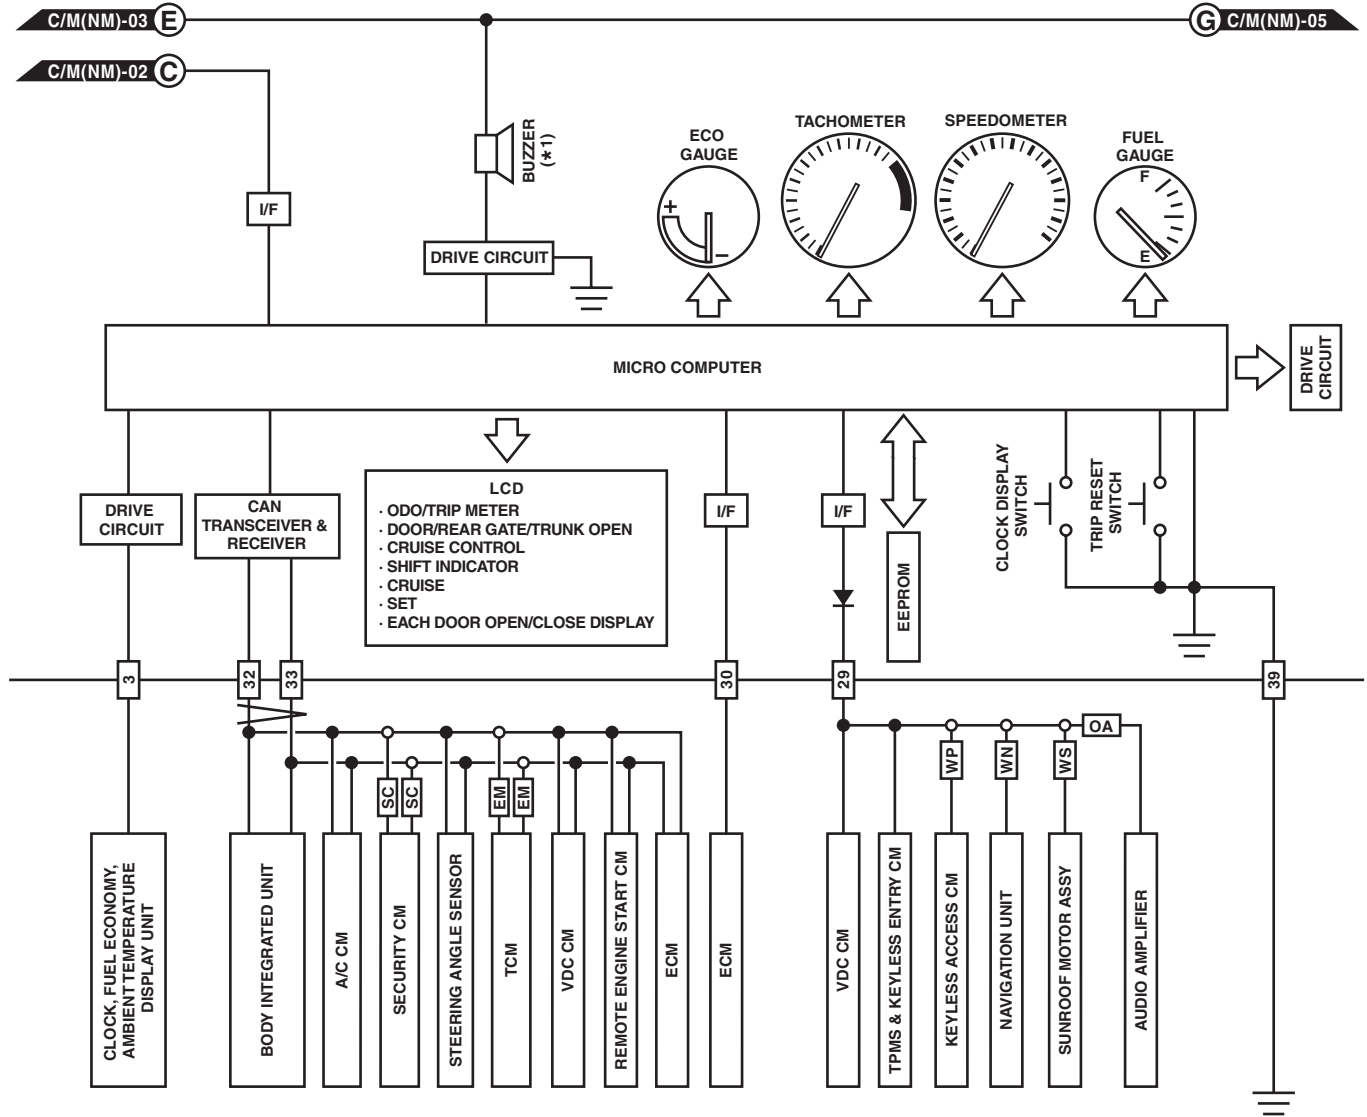 C/M(NM)-03 E
G C/M(NM)-05
C/M(NM)-02 C
BUZZER
(*1)
I/F
DRIVE CIRCUIT
ECO
GAUGE
+
−
TACHOMETER
SPEEDOMETER
FUEL
GAUGE
F
E
MICRO COMPUTER
DRIVE
CIRCUIT
DRIVE
CIRCUIT
CAN
TRANSCEIVER &
RECEIVER
LCD
· ODO/TRIP METER
· DOOR/REAR GATE/TRUNK OPEN
· CRUISE CONTROL
· SHIFT INDICATOR
· CRUISE
· SET
· EACH DOOR OPEN/CLOSE DISPLAY
I/F
I/F
EEPROM
CLOCK DISPLAY
SWITCH
TRIP RESET
SWITCH
3
32
33
30
29
39
SC
SC
EM
EM
WP
WN
WS
OA
CLOCK, FUEL ECONOMY,
AMBIENT TEMPERATURE
DISPLAY UNIT
BODY INTEGRATED UNIT
A/C CM
SECURITY CM
STEERING ANGLE SENSOR
TCM
VDC CM
REMOTE ENGINE START CM
ECM
ECM
VDC CM
TPMS & KEYLESS ENTRY CM
KEYLESS ACCESS CM
NAVIGATION UNIT
SUNROOF MOTOR ASSY
AUDIO AMPLIFIER